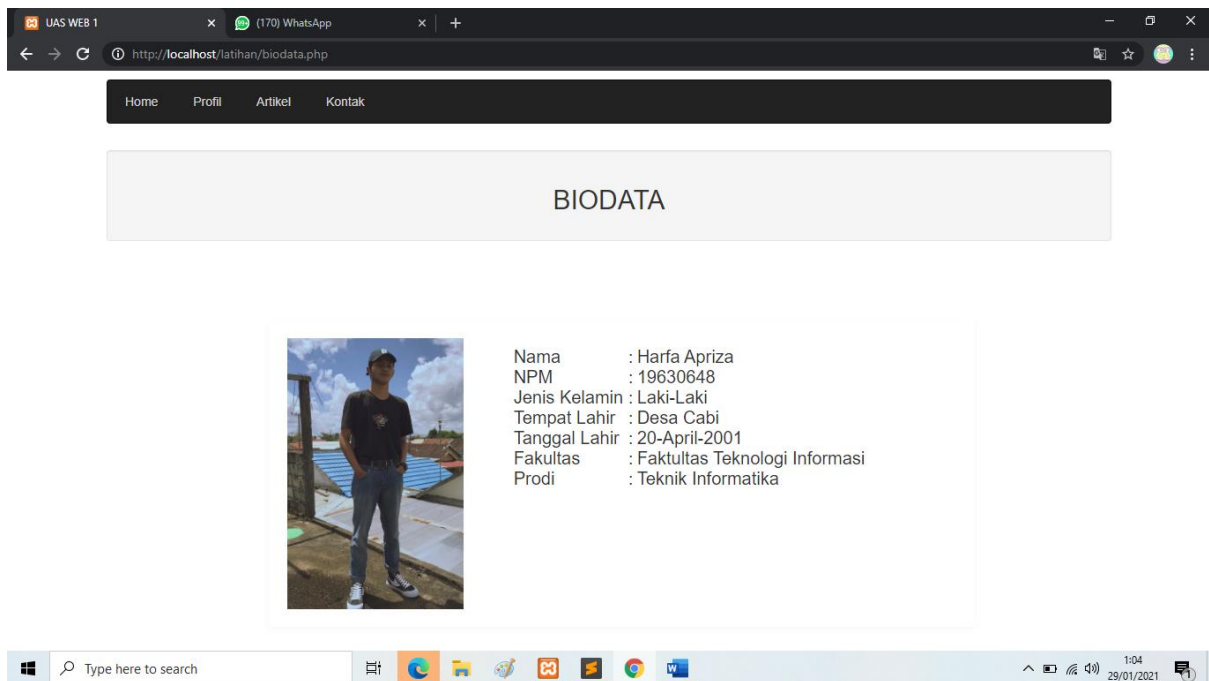 UAS WEB 1
(170) WhatsApp
http://localhost/latihan/biodata.php
Home Profil Artikel Kontak
BIODATA
Nama : Harfa Apriza
NPM : 19630648
Jenis Kelamin : Laki-Laki
Tempat Lahir : Desa Cabi
Tanggal Lahir : 20-April-2001
Fakultas : Faktultas Teknologi Informasi
Prodi : Teknik Informatika
Type here to search
1:04
29/01/2021